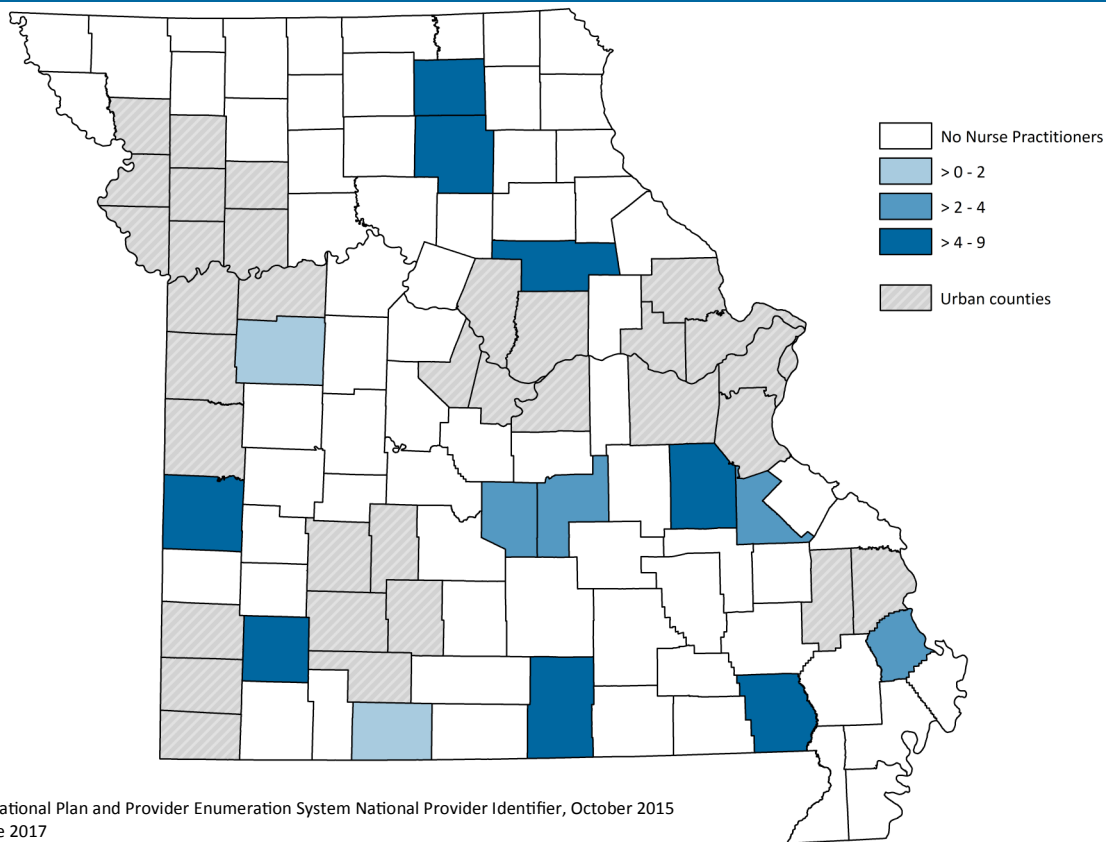 No Nurse Practitioners
> 0 - 2
> 2 - 4
> 4 - 9
Urban counties
ational Plan and Provider Enumeration System National Provider Identifier, October 2015
e 2017